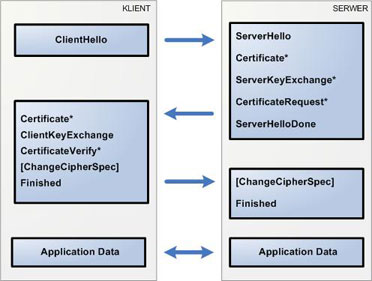 KLIENT
SERWER
ClientHello
ServerHello
Certificate*
ServerKeyExchange*
CertificateRequest*
ServerHelloDone
Certificate*
ClientKeyExchange
CertificateVerify*
[ChangeCipherSpec]
Finished
[ChangeCipherSpec]
Finished
Application Data
Application Data